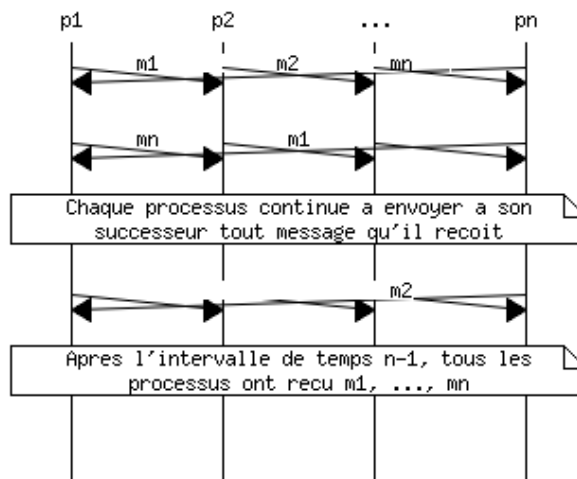 p1 p2 ... pn
m1 m2 mn
mn m1
Chaque processus continue a envoyer a son
successeur tout message qu'il recoit
m2
Apres l'intervalle de temps n-1, tous les
processus ont recu m1, ..., mn